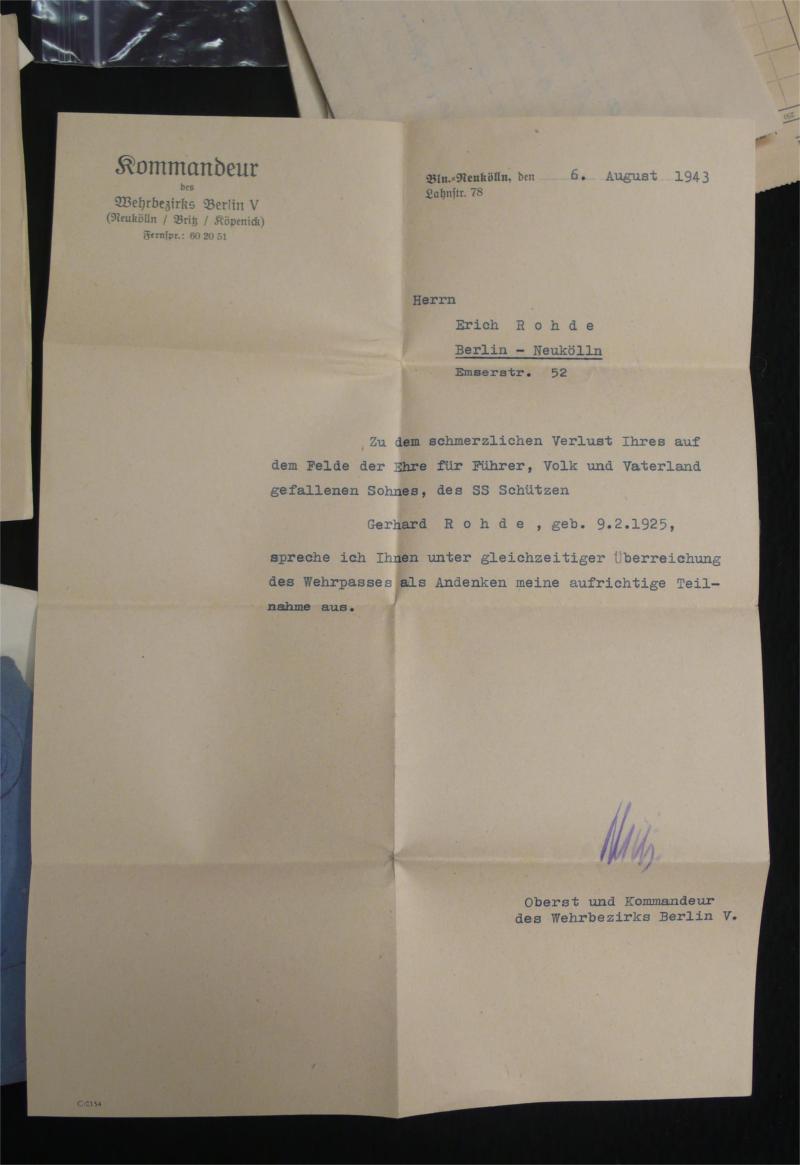 Kommandeur
des
Wehrbezirks Berlin V
(Neukölln / Britz / Köpenick)
Fernspr.: 60 20 51
Bln.-Neukölln, den 6. August 1943
Lahnstr. 78
Herrn
Erich R o h d e
Berlin - Neukölln
Emserstr. 52
Zu dem schmerzlichen Verlust Ihres auf
dem Felde der Ehre für Führer, Volk und Vaterland
gefallenen Sohnes, des SS Schützen
Gerhard R o h d e , geb. 9.2.1925,
spreche ich Ihnen unter gleichzeitiger Überreichung
des Wehrpasses als Andenken meine aufrichtige Teil-
nahme aus.
Oberst und Kommandeur
des Wehrbezirks Berlin V.